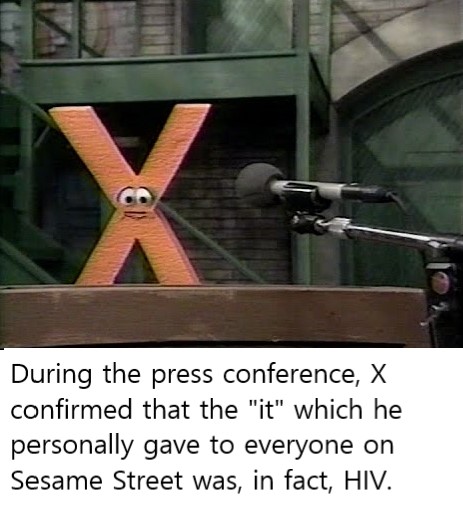 During the press conference, X
confirmed that the "it" which he
personally gave to everyone on
Sesame Street was, in fact, HIV.